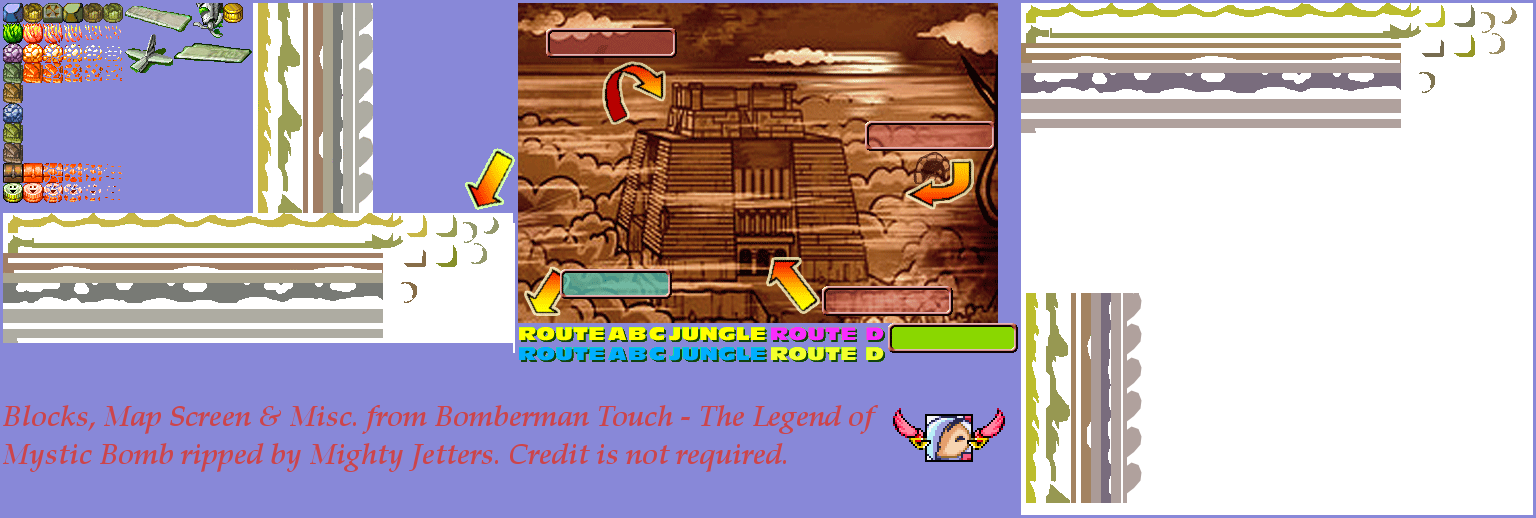 ROUTE A B C JUNGLE ROUTE D
ROUTE A B C JUNGLE ROUTE D
Blocks, Map Screen & Misc. from Bomberman Touch - The Legend of
Mystic Bomb ripped by Mighty Jetters. Credit is not required.